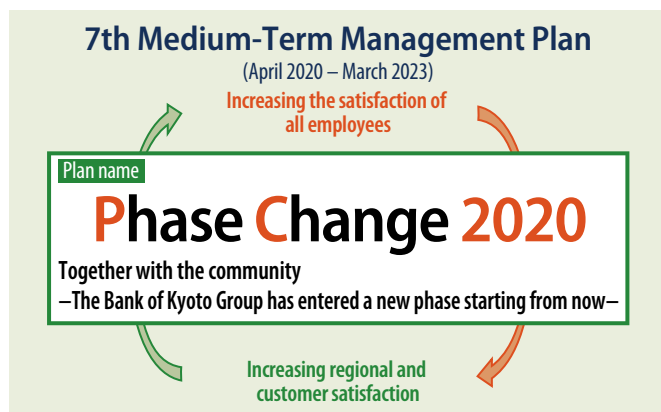 7th Medium-Term Management Plan
(April 2020 – March 2023)
Increasing the satisfaction of
all employees
Plan name
Phase Change 2020
Together with the community
–The Bank of Kyoto Group has entered a new phase starting from now–
Increasing regional and
customer satisfaction